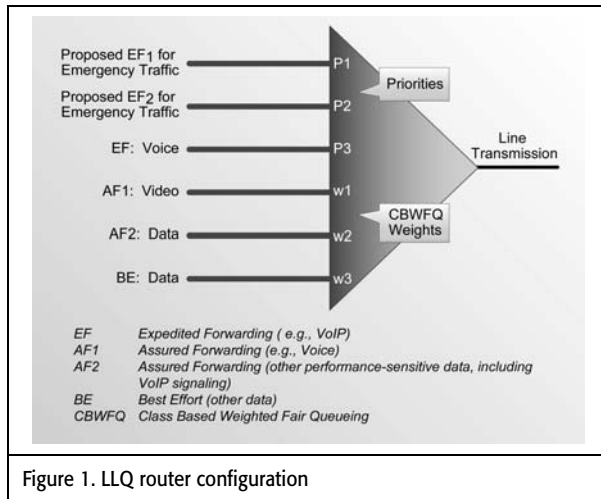 Proposed EF1 for
Emergency Traffic
P1
Priorities
Proposed EF2 for
Emergency Traffic
P2
EF: Voice
P3
Line
Transmission
AF1: Video
w1
CBWFQ
Weights
AF2: Data
w2
BE: Data
w3
EF Expedited Forwarding ( e.g., VoIP)
AF1 Assured Forwarding (e.g., Voice)
AF2 Assured Forwarding (other performance-sensitive data, including
VoIP signaling)
BE Best Effort (other data)
CBWFQ Class Based Weighted Fair Queueing
Figure 1. LLQ router configuration